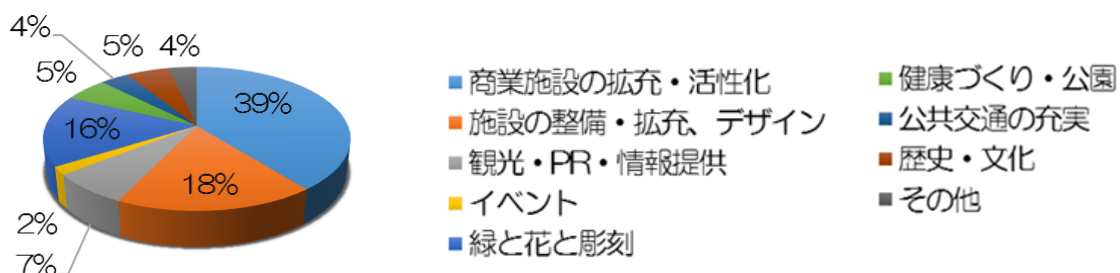 4%
5%
4%
5%
39%
16%
18%
2%
7%
商業施設の拡充・活性化
施設の整備・拡充、デザイン
観光・PR・情報提供
イベント
緑と花と彫刻
健康づくり・公園
公共交通の充実
歴史・文化
その他